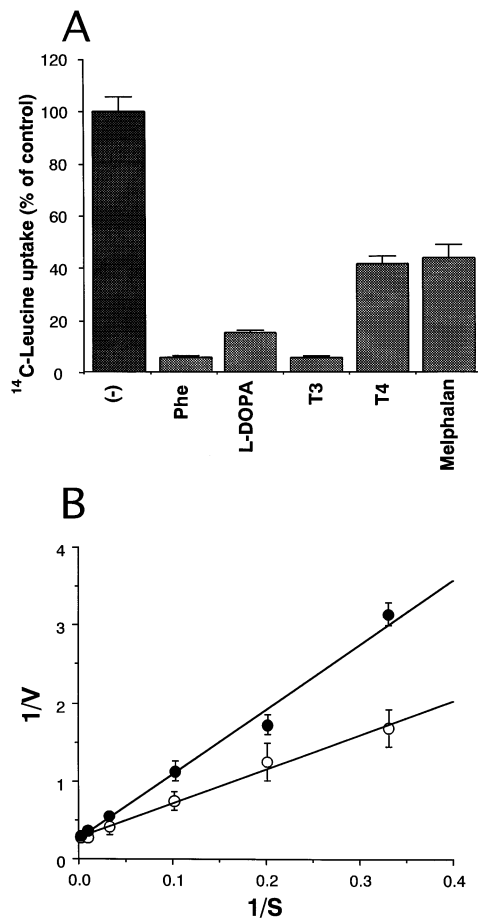 A
120
100
80
60
40
20
0
¹⁴C-Leucine uptake (% of control)
(-)
Phe
L-DOPA
T3
T4
Melphalan
B
4
3
2
1
0
1/V
0.0
0.1
0.2
0.3
0.4
1/S